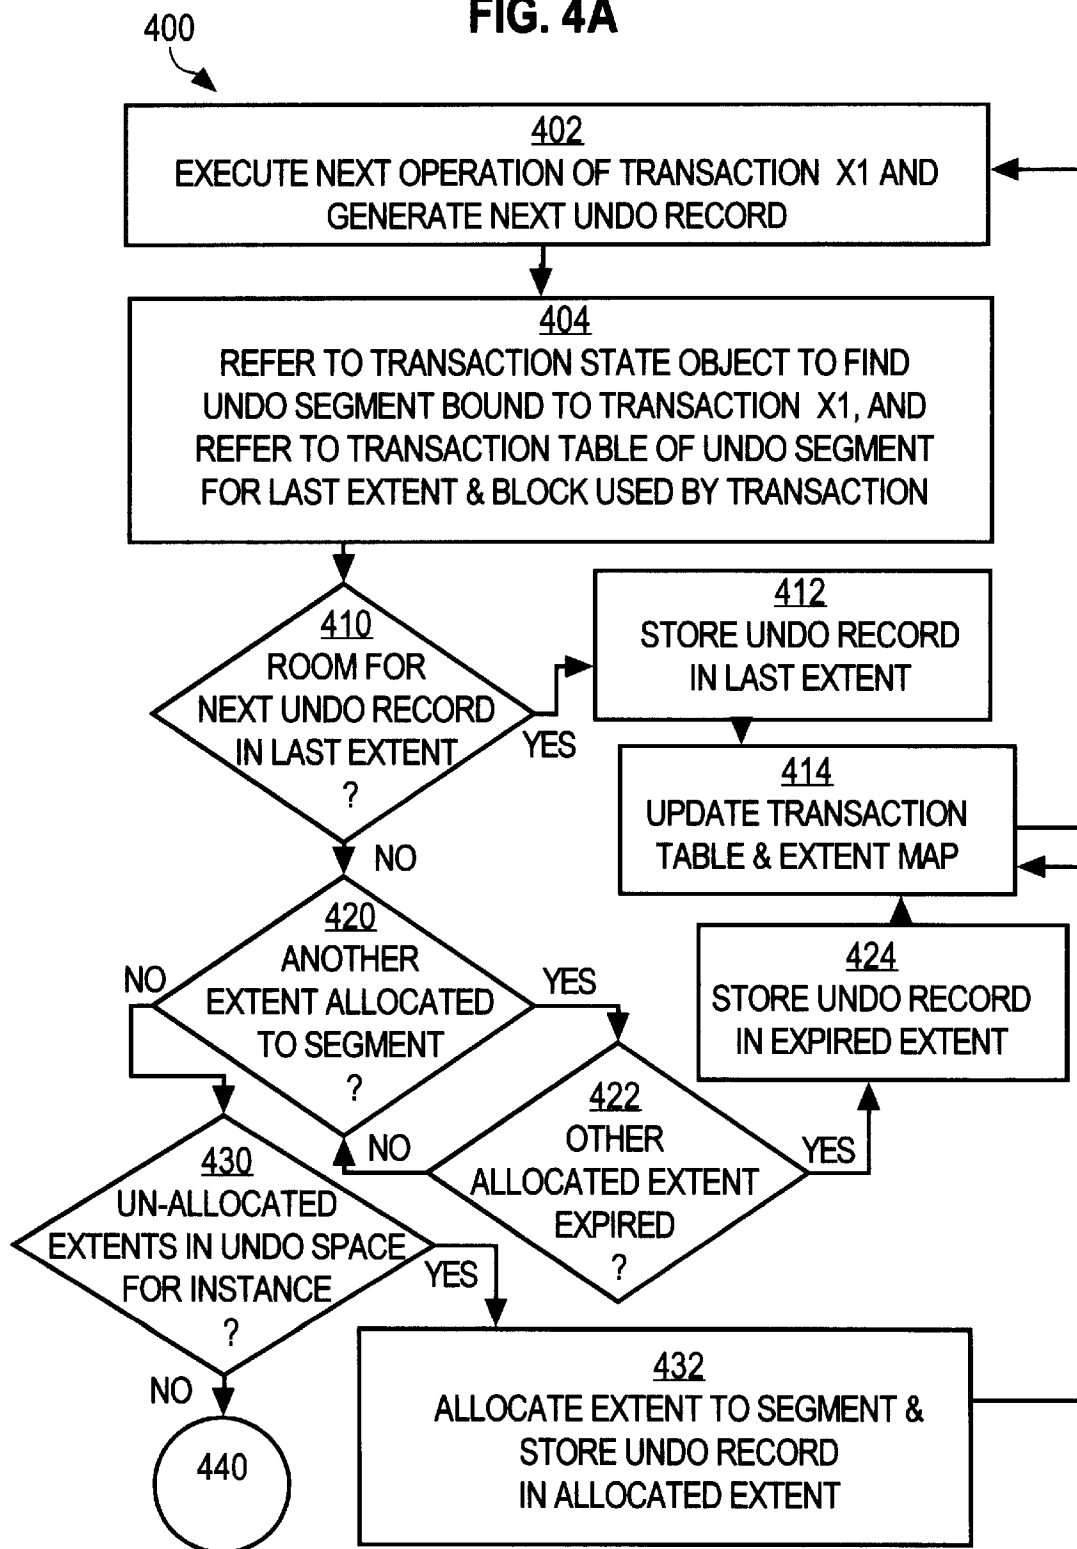 FIG. 4A
400
402
EXECUTE NEXT OPERATION OF TRANSACTION X1 AND
GENERATE NEXT UNDO RECORD
404
REFER TO TRANSACTION STATE OBJECT TO FIND
UNDO SEGMENT BOUND TO TRANSACTION X1, AND
REFER TO TRANSACTION TABLE OF UNDO SEGMENT
FOR LAST EXTENT & BLOCK USED BY TRANSACTION
410
ROOM FOR
NEXT UNDO RECORD
IN LAST EXTENT
?
YES
412
STORE UNDO RECORD
IN LAST EXTENT
414
UPDATE TRANSACTION
TABLE & EXTENT MAP
NO
420
ANOTHER
EXTENT ALLOCATED
TO SEGMENT
?
NO
YES
424
STORE UNDO RECORD
IN EXPIRED EXTENT
422
OTHER
ALLOCATED EXTENT
EXPIRED
?
NO
YES
430
UN-ALLOCATED
EXTENTS IN UNDO SPACE
FOR INSTANCE
?
YES
NO
432
ALLOCATE EXTENT TO SEGMENT &
STORE UNDO RECORD
IN ALLOCATED EXTENT
440